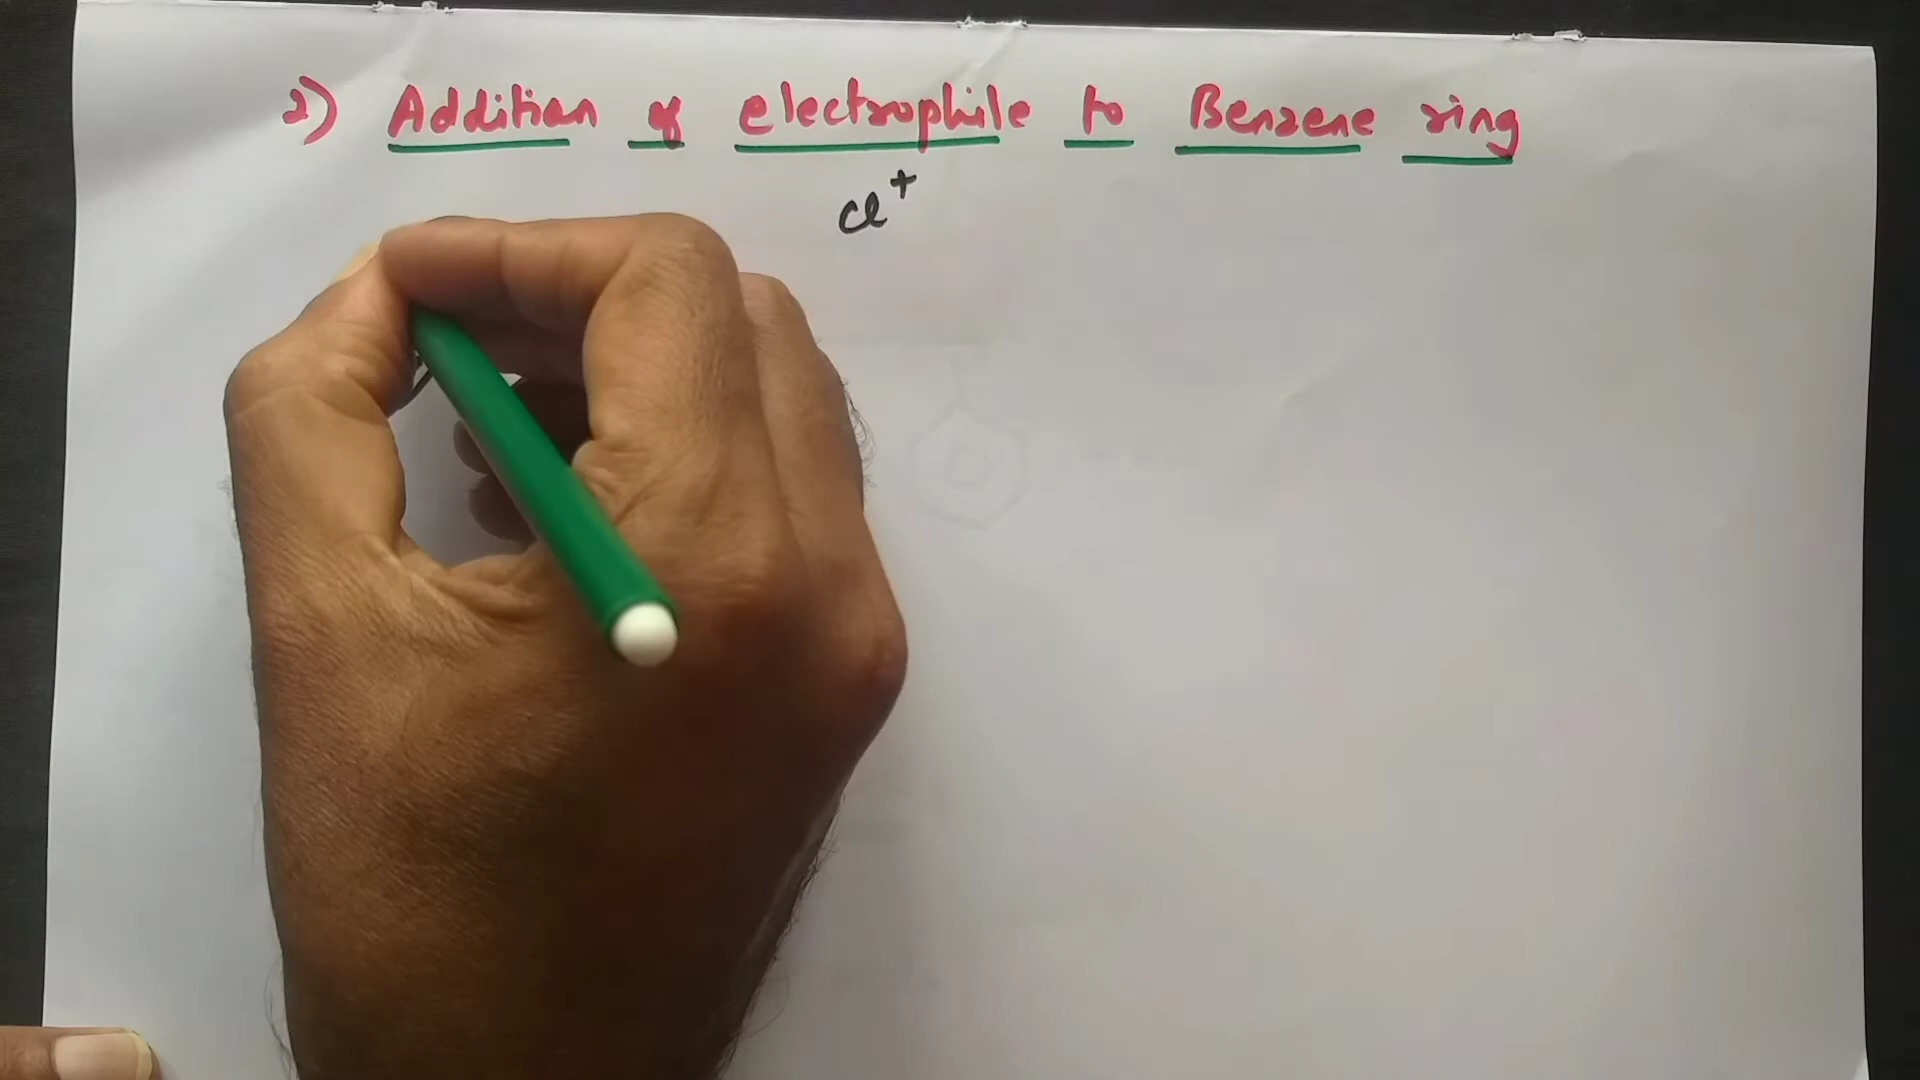 2) Addition of electrophile to Benzene ring
Cl⁺